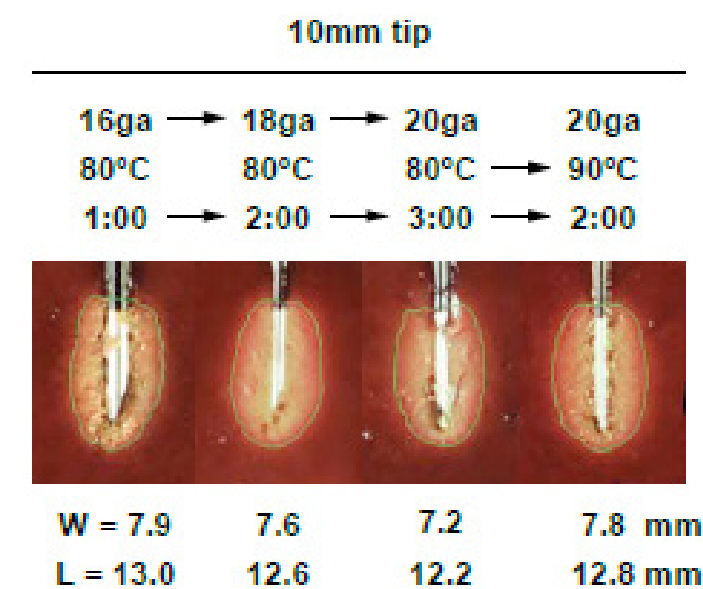 10mm tip
16ga → 18ga → 20ga 20ga
80ºC 80ºC 80ºC → 90ºC
1:00 → 2:00 → 3:00 → 2:00
W = 7.9 7.6 7.2 7.8 mm
L = 13.0 12.6 12.2 12.8 mm